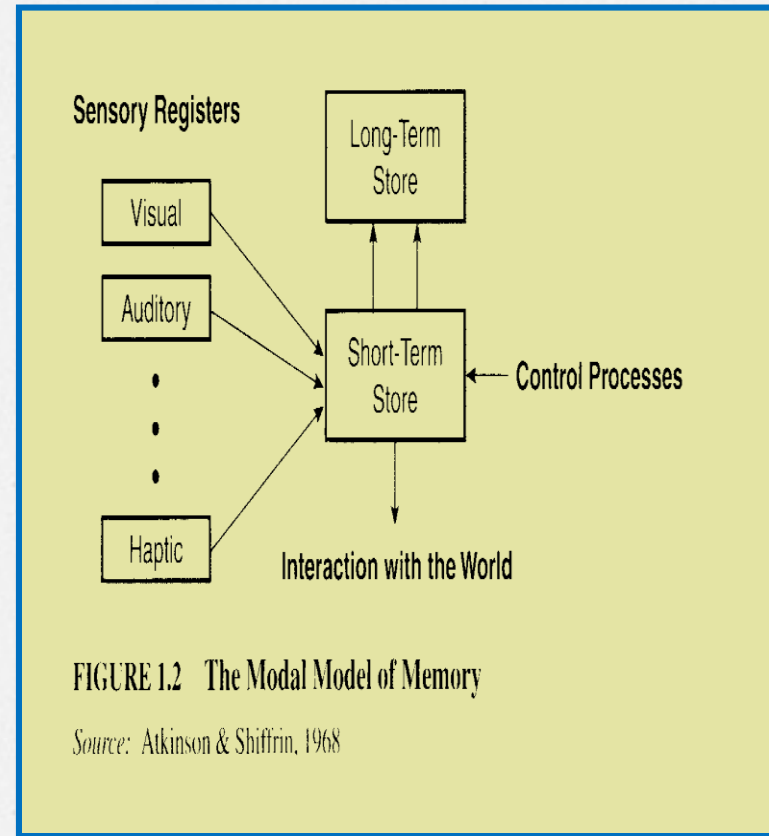 Sensory Registers
Long-Term
Store
Visual
Auditory
Short-Term
Store
Control Processes
Haptic
Interaction with the World
FIGURE 1.2 The Modal Model of Memory
Source: Atkinson & Shiffrin, 1968